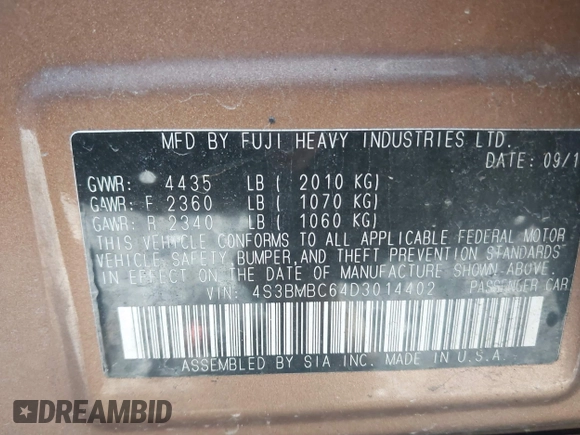 MFD BY FUJI HEAVY INDUSTRIES LTD.
DATE: 09/1
GVWR: 4435 LB ( 2010 KG)
GAWR: F 2360 LB ( 1070 KG)
GAWR: R 2340 LB ( 1060 KG)
THIS VEHICLE CONFORMS TO ALL APPLICABLE FEDERAL MOTOR
VEHICLE SAFETY, BUMPER, AND THEFT PREVENTION STANDARDS
IN EFFECT ON THE DATE OF MANUFACTURE SHOWN ABOVE.
VIN: 4S3BMBC64D3014402 PASSENGER CAR
ASSEMBLED BY SIA INC. MADE IN U.S.A.
DREAMBID